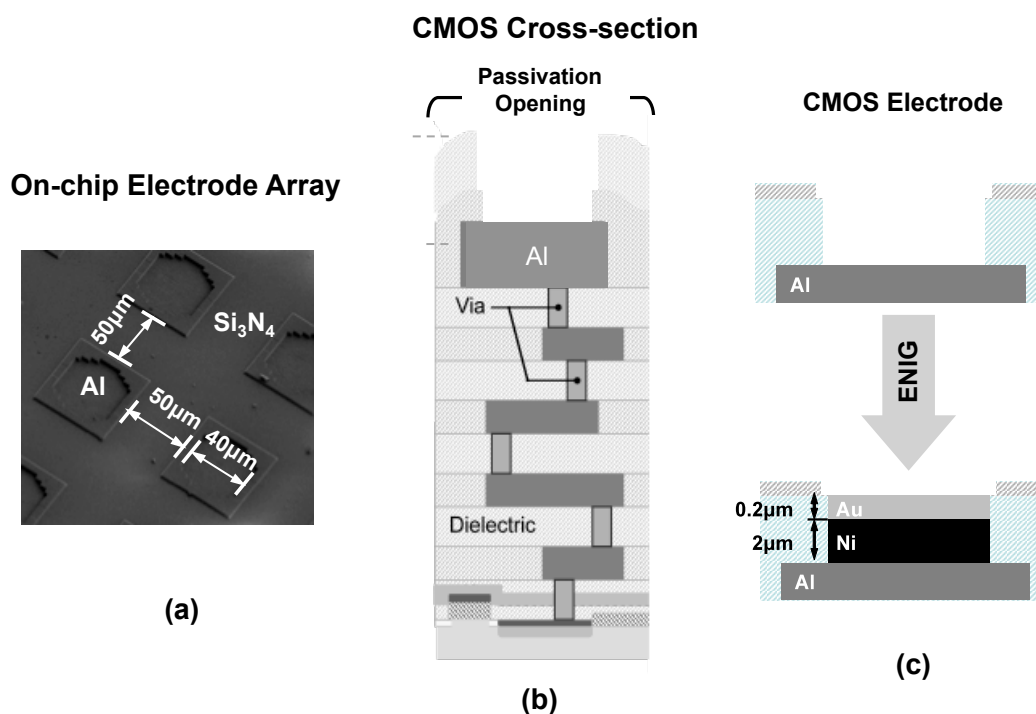 CMOS Cross-section
Passivation
Opening
CMOS Electrode
On-chip Electrode Array
Si₃N₄
50µm
Al
50µm
40µm
(a)
Al
Via
Dielectric
(b)
Al
ENIG
0.2µm
Au
2µm
Ni
Al
(c)